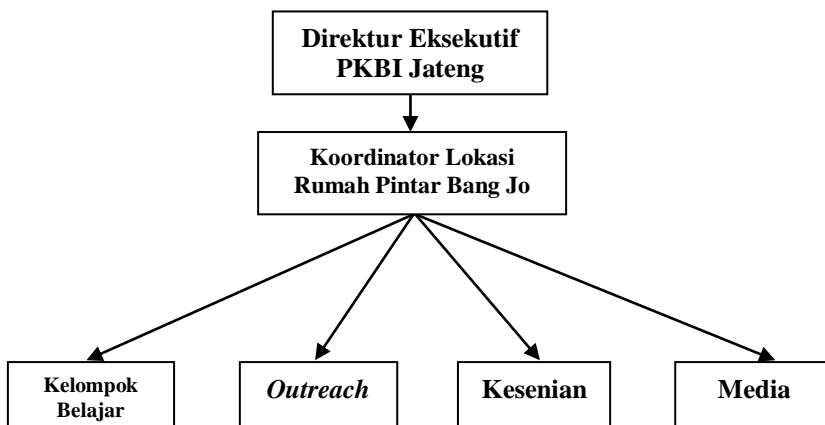 Direktur Eksekutif
PKBI Jateng
Koordinator Lokasi
Rumah Pintar Bang Jo
Kelompok
Belajar
Outreach
Kesenian
Media